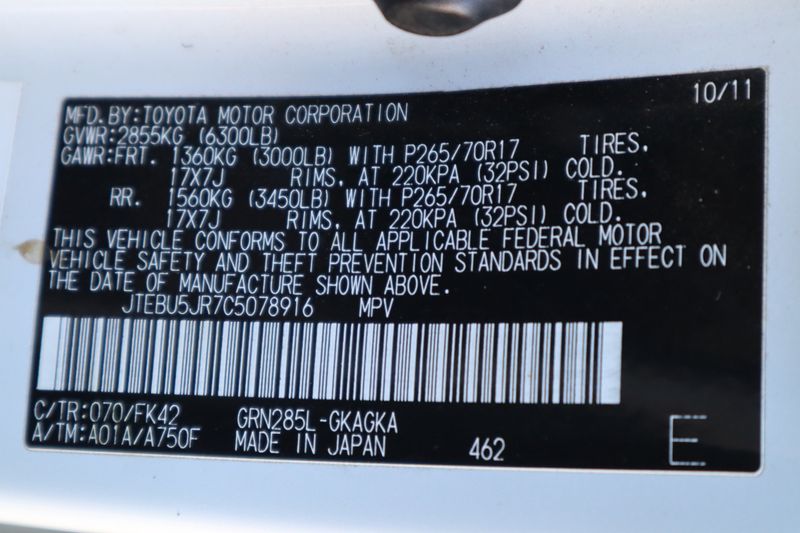 10/11
MFD.BY:TOYOTA MOTOR CORPORATION
GVWR:2855KG (6300LB)
GAWR:FRT. 1360KG (3000LB) WITH P265/70R17 TIRES,
17X7J RIMS, AT 220KPA (32PSI) COLD.
RR. 1560KG (3450LB) WITH P265/70R17 TIRES,
17X7J RIMS, AT 220KPA (32PSI) COLD.
THIS VEHICLE CONFORMS TO ALL APPLICABLE FEDERAL MOTOR
VEHICLE SAFETY AND THEFT PREVENTION STANDARDS IN EFFECT ON
THE DATE OF MANUFACTURE SHOWN ABOVE.
JTEBU5JR7C5078916 MPV
C/TR:070/FK42 GRN285L-GKAGKA
A/TM:A01A/A750F MADE IN JAPAN 462 E